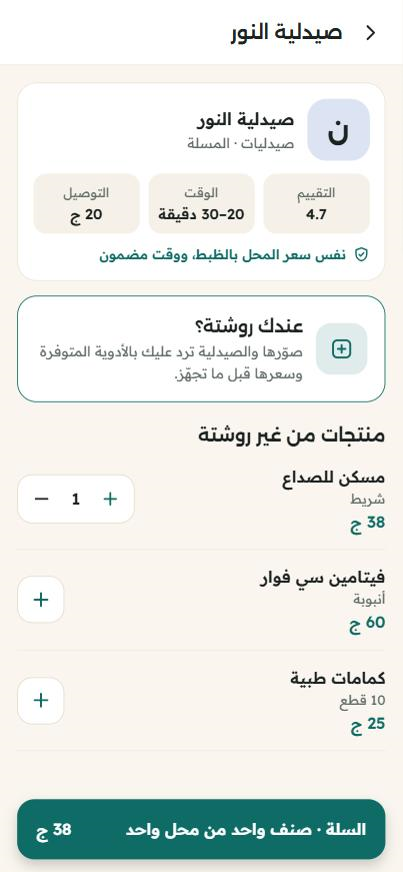 صيدلية النور
ن
صيدلية النور
صيدليات · المسلة
التقييم
4.7
الوقت
20–30 دقيقة
التوصيل
20 ج
نفس سعر المحل بالظبط، ووقت مضمون
عندك روشتة؟
صوّرها والصيدلية ترد عليك بالأدوية المتوفرة
وسعرها قبل ما تجهّز.
منتجات من غير روشتة
مسكن للصداع
شريط
38 ج
1
فيتامين سي فوار
أنبوبة
60 ج
كمامات طبية
10 قطع
25 ج
السلة · صنف واحد من محل واحد
38 ج